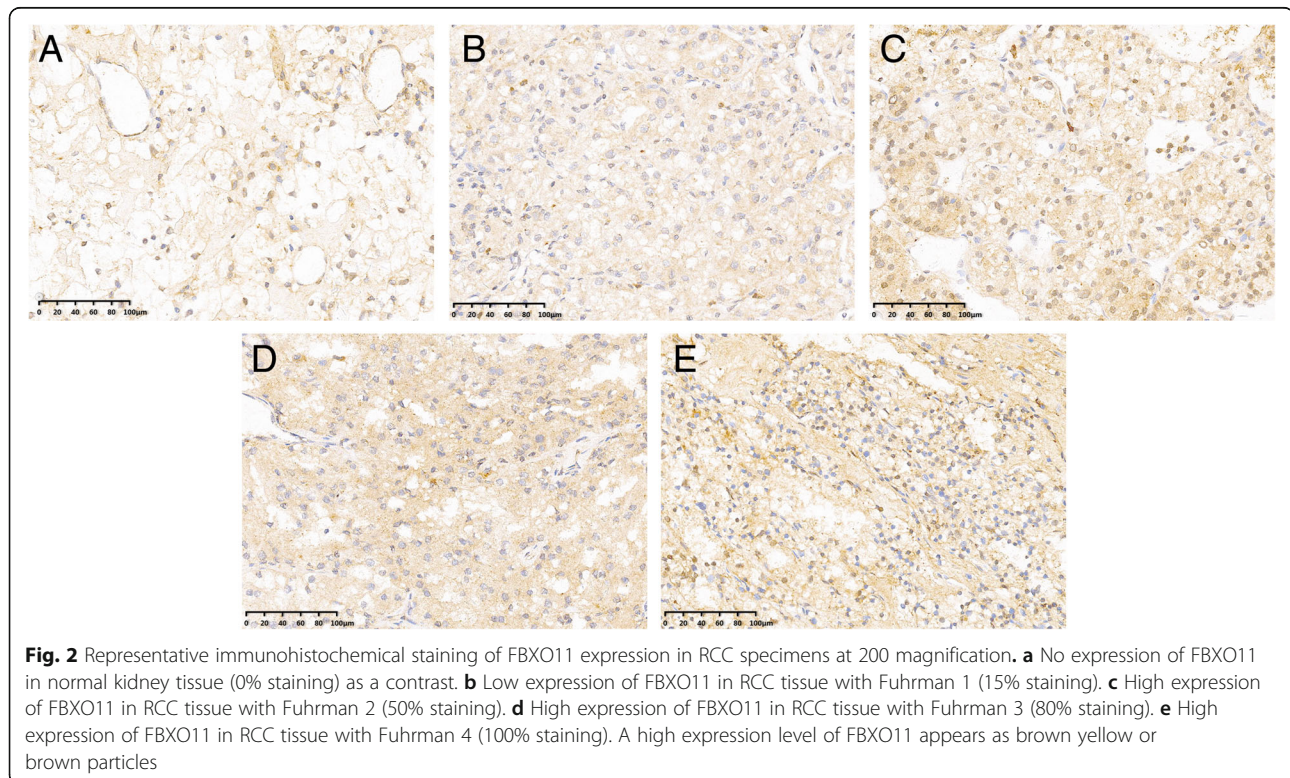 A
B
C
0 20 40 60 80 100μm
0 20 40 60 80 100μm
0 20 40 60 80 100μm
D
E
0 20 40 60 80 100μm
0 20 40 60 80 100μm
Fig. 2 Representative immunohistochemical staining of FBXO11 expression in RCC specimens at 200 magnification. a No expression of FBXO11
in normal kidney tissue (0% staining) as a contrast. b Low expression of FBXO11 in RCC tissue with Fuhrman 1 (15% staining). c High expression
of FBXO11 in RCC tissue with Fuhrman 2 (50% staining). d High expression of FBXO11 in RCC tissue with Fuhrman 3 (80% staining). e High
expression of FBXO11 in RCC tissue with Fuhrman 4 (100% staining). A high expression level of FBXO11 appears as brown yellow or
brown particles